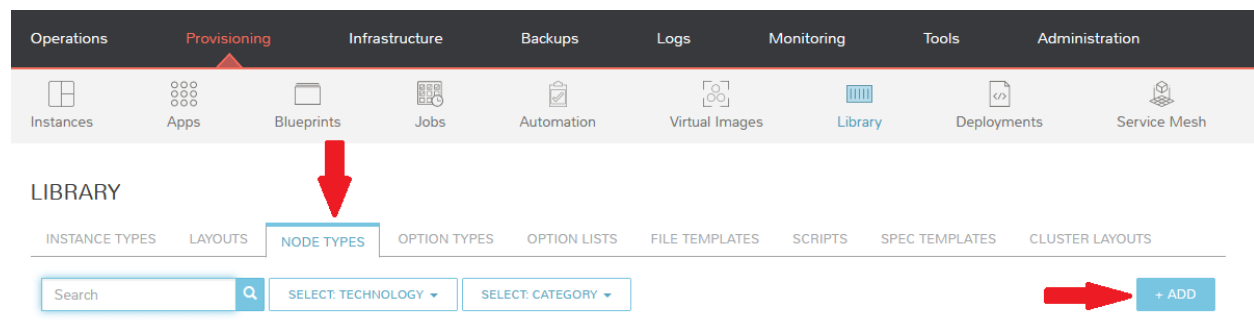 Operations Provisioning Infrastructure Backups Logs Monitoring Tools Administration
Instances Apps Blueprints Jobs Automation Virtual Images Library Deployments Service Mesh
LIBRARY
INSTANCE TYPES LAYOUTS NODE TYPES OPTION TYPES OPTION LISTS FILE TEMPLATES SCRIPTS SPEC TEMPLATES CLUSTER LAYOUTS
Search SELECT: TECHNOLOGY SELECT: CATEGORY + ADD